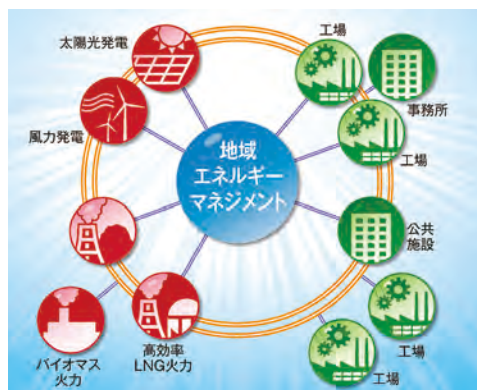 太陽光発電
工場
事務所
風力発電
工場
地域
エネルギー
マネジメント
公共
施設
バイオマス
火力
高効率
LNG火力
工場
工場